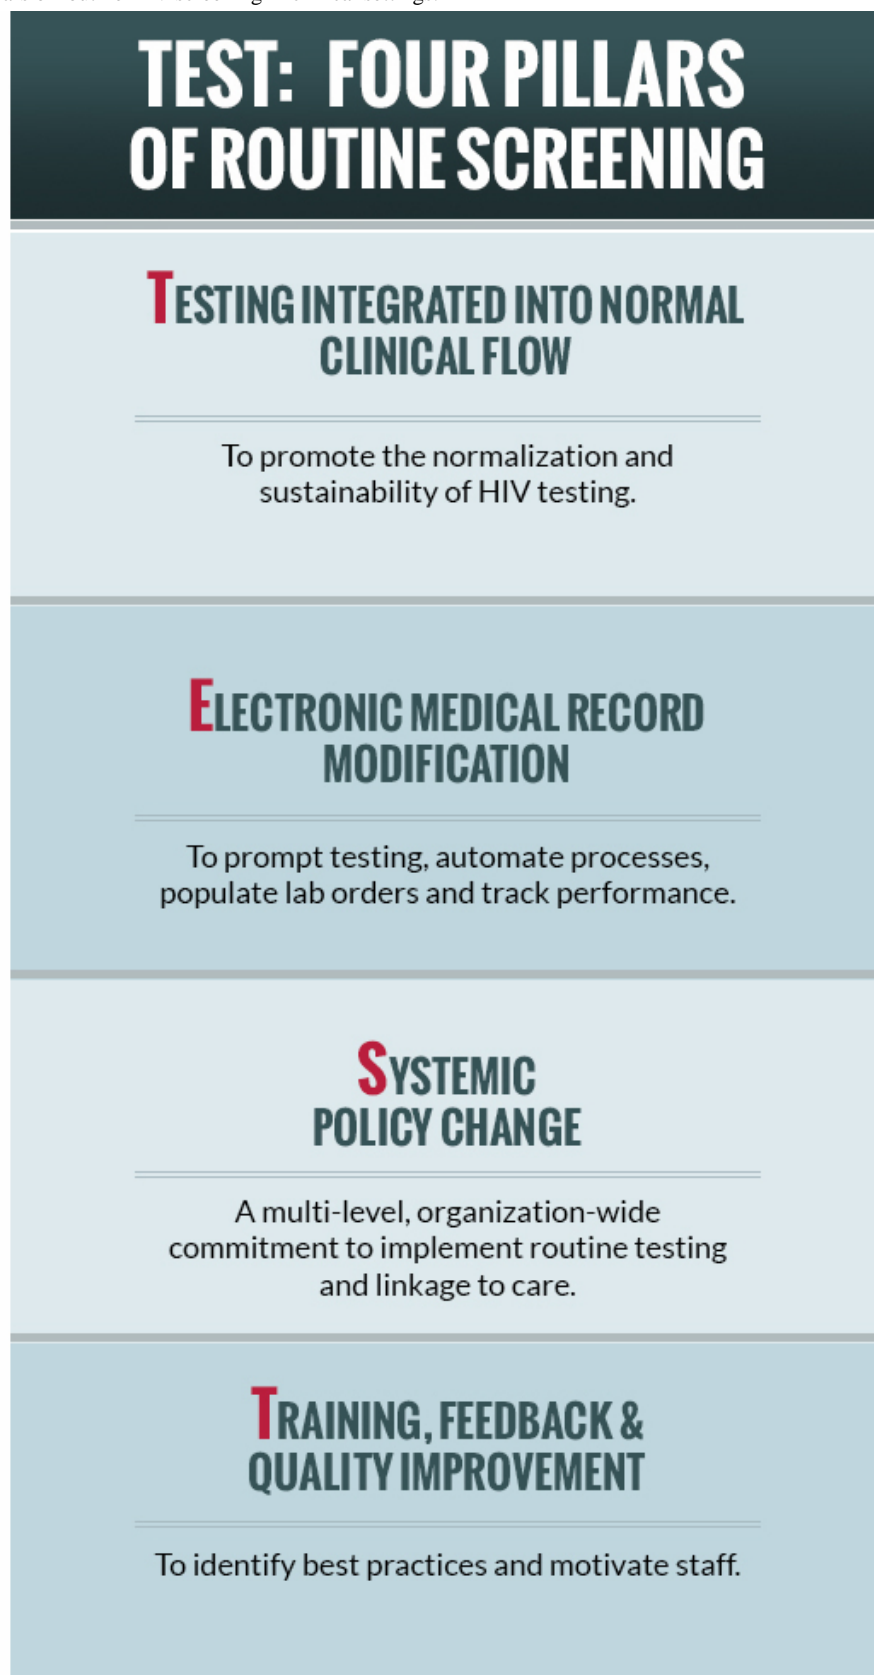 TEST: FOUR PILLARS
OF ROUTINE SCREENING
TESTING INTEGRATED INTO NORMAL
CLINICAL FLOW
To promote the normalization and
sustainability of HIV testing.
ELECTRONIC MEDICAL RECORD
MODIFICATION
To prompt testing, automate processes,
populate lab orders and track performance.
SYSTEMIC
POLICY CHANGE
A multi-level, organization-wide
commitment to implement routine testing
and linkage to care.
TRAINING, FEEDBACK &
QUALITY IMPROVEMENT
To identify best practices and motivate staff.